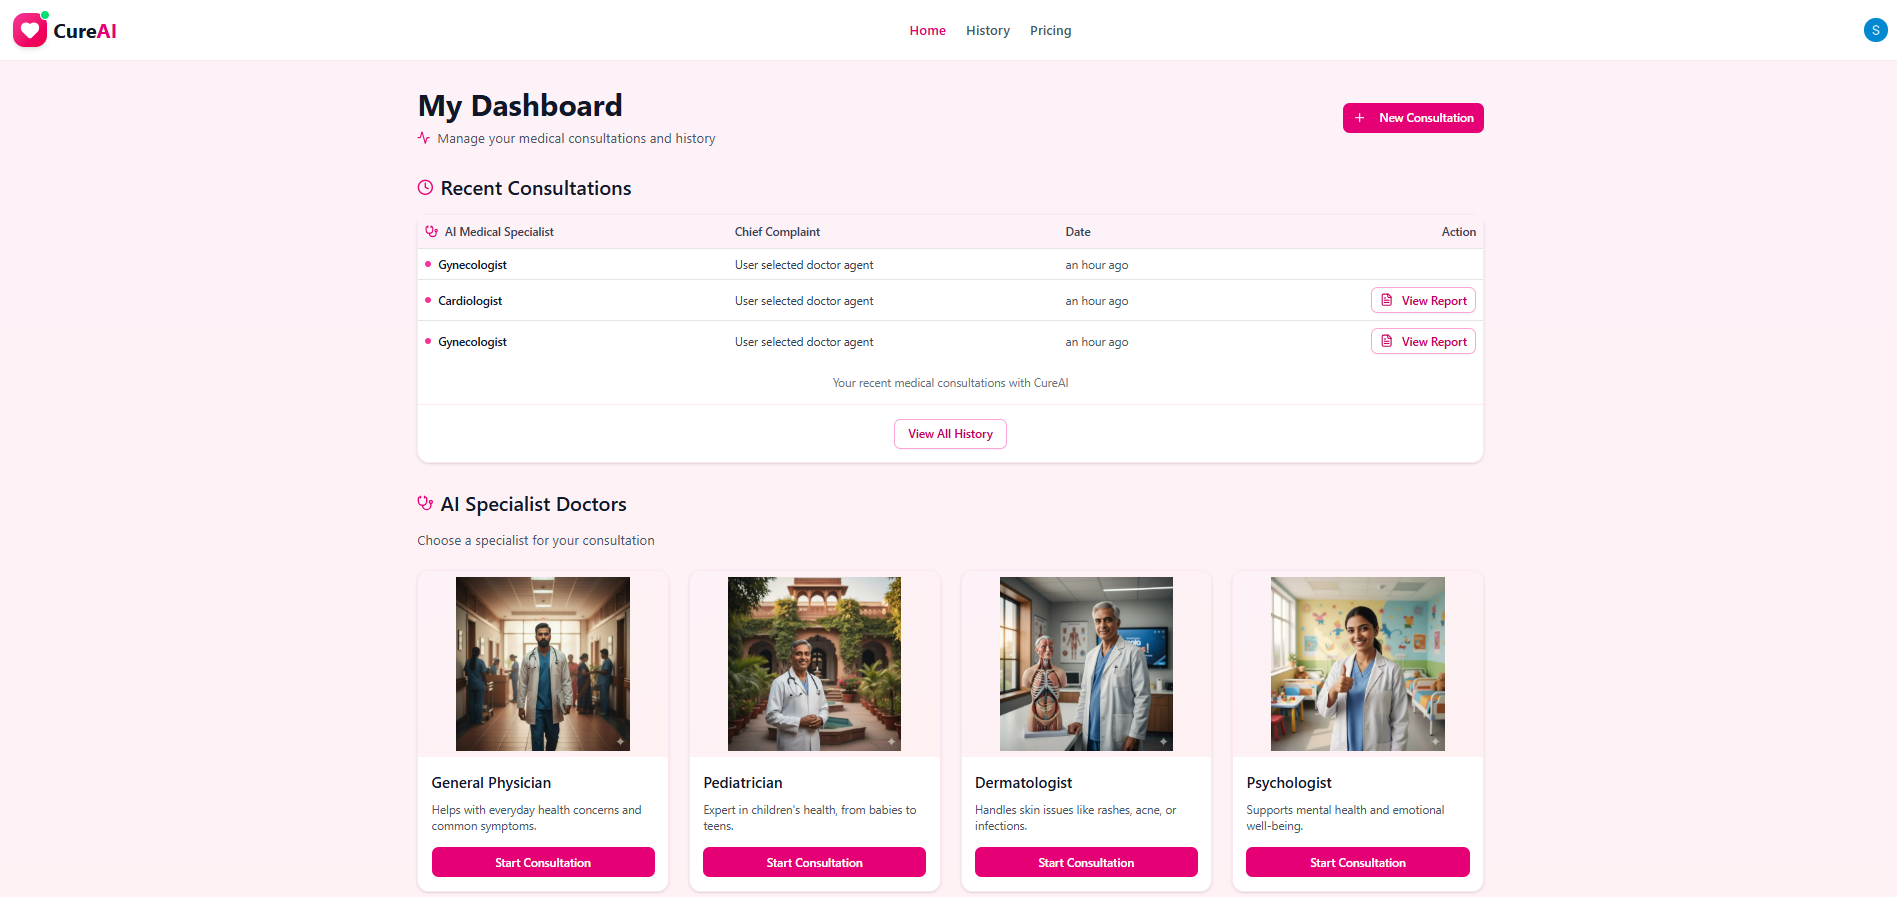 CureAI
Home
History
Pricing
S
My Dashboard
Manage your medical consultations and history
New Consultation
Recent Consultations
AI Medical Specialist
Chief Complaint
Date
Action
Gynecologist
User selected doctor agent
an hour ago
Cardiologist
User selected doctor agent
an hour ago
View Report
Gynecologist
User selected doctor agent
an hour ago
View Report
Your recent medical consultations with CureAI
View All History
AI Specialist Doctors
Choose a specialist for your consultation
General Physician
Helps with everyday health concerns and
common symptoms.
Start Consultation
Pediatrician
Expert in children's health, from babies to
teens.
Start Consultation
Dermatologist
Handles skin issues like rashes, acne, or
infections.
Start Consultation
Psychologist
Supports mental health and emotional
well-being.
Start Consultation